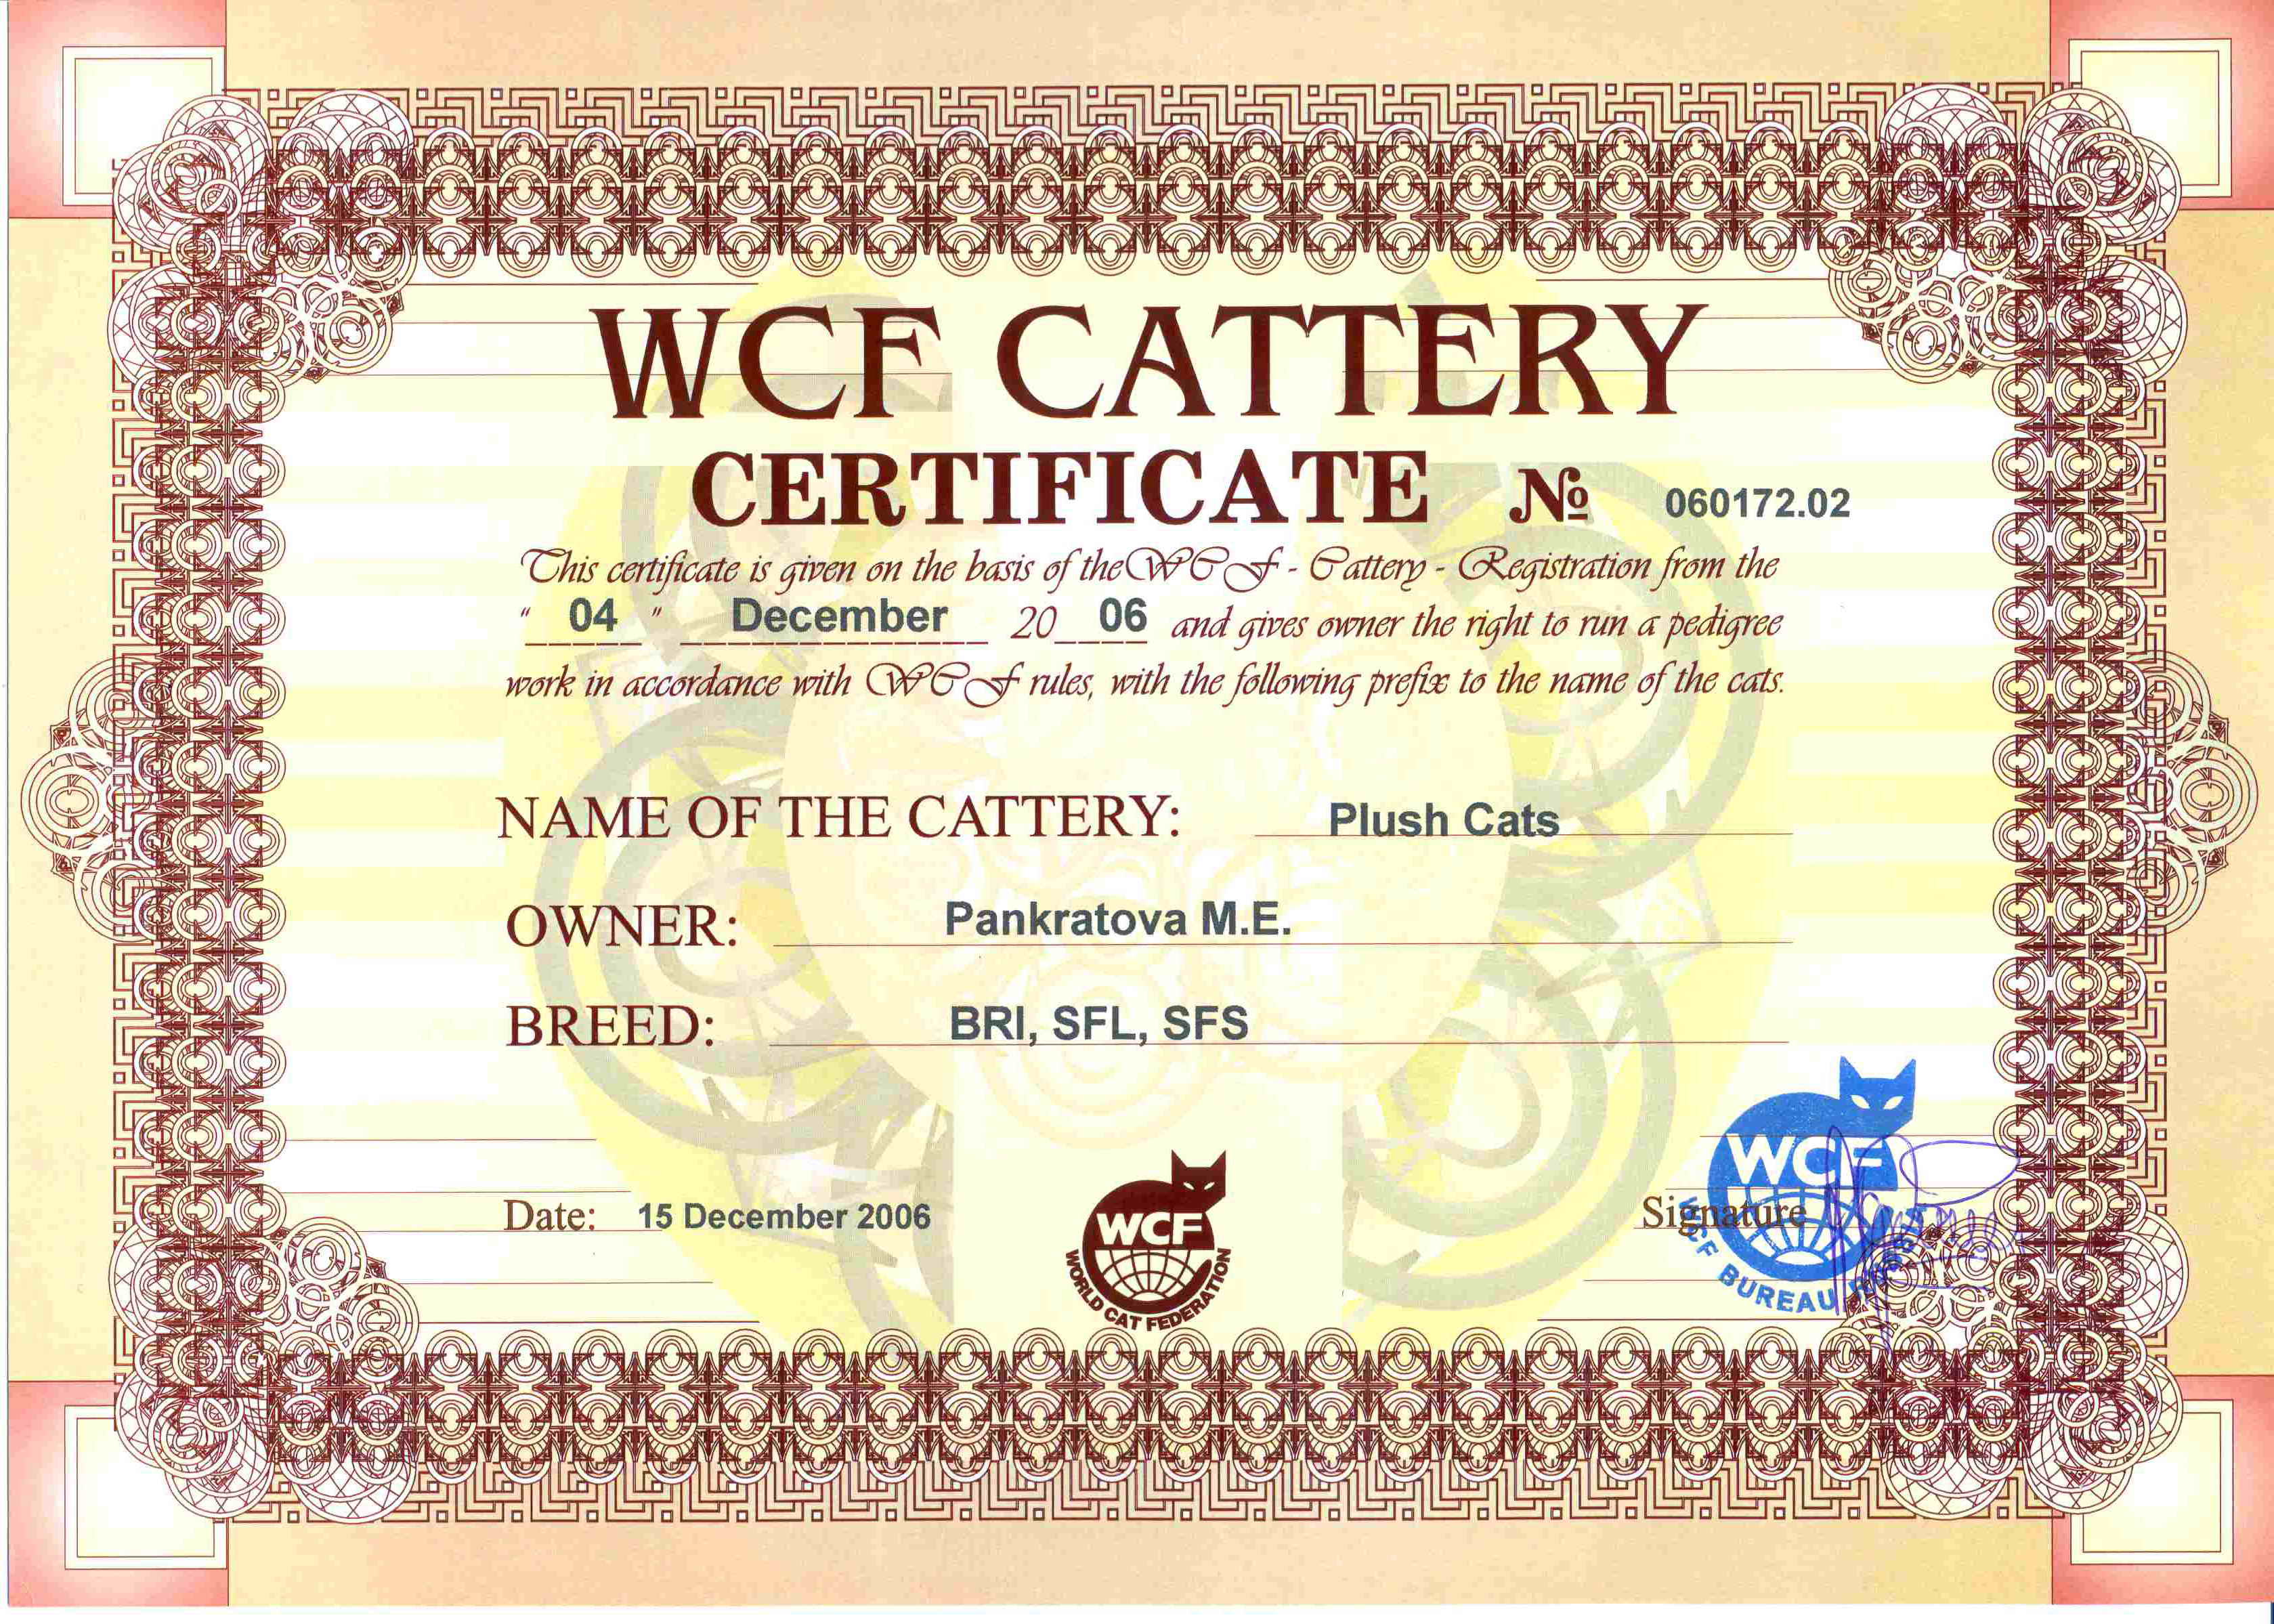 WCF CATTERY
CERTIFICATE № 060172.02
This certificate is given on the basis of the WCF - Cattery - Registration from the
" 04 " December 20 06 and gives owner the right to run a pedigree
work in accordance with WCF rules, with the following prefix to the name of the cats.
NAME OF THE CATTERY: Plush Cats
OWNER: Pankratova M.E.
BREED: BRI, SFL, SFS
Date: 15 December 2006
WCF
WORLD CAT FEDERATION
Signature
WCF
WCF BUREAU